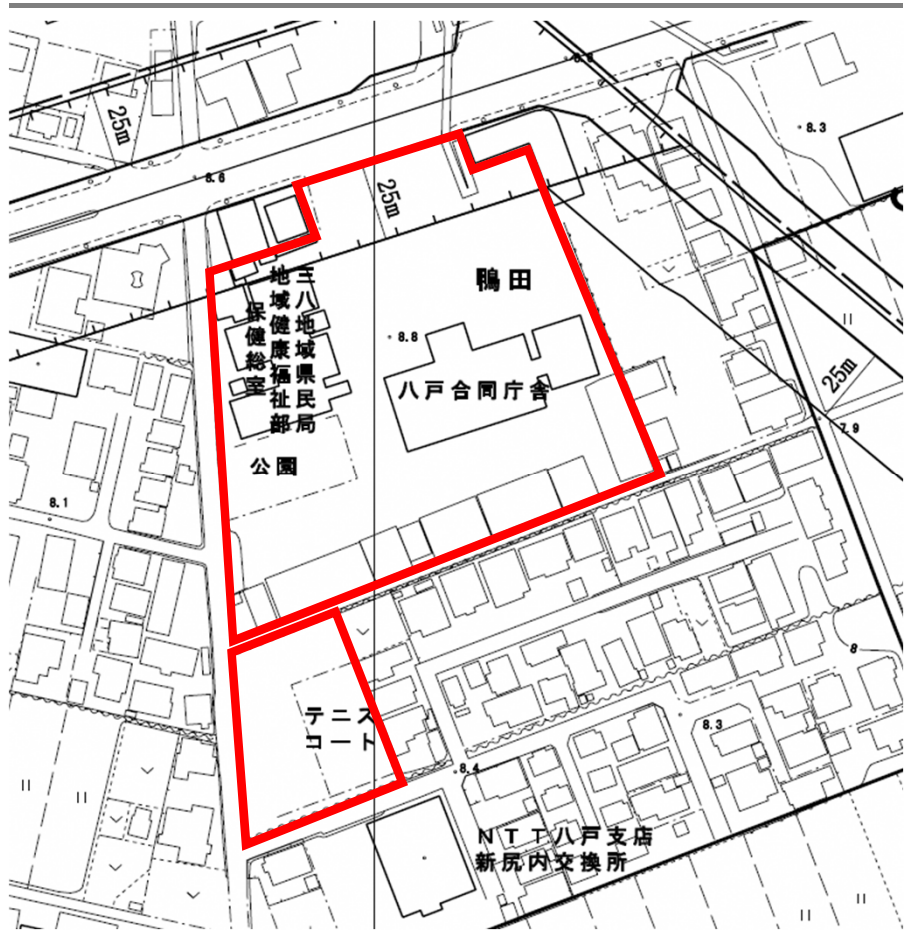 25m
8.6
8.3
25m
鴨田
三八地域県民局
地域健康福祉部
保健総室
8.8
八戸合同庁舎
25m
7.9
公園
8.1
8
テニス
コート
8.3
8.4
NTT八戸支店
新尻内交換所